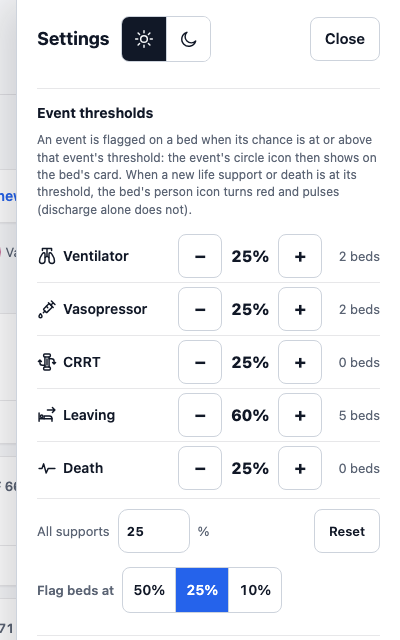 Settings
Close
Event thresholds
An event is flagged on a bed when its chance is at or above
that event's threshold: the event's circle icon then shows on
the bed's card. When a new life support or death is at its
threshold, the bed's person icon turns red and pulses
(discharge alone does not).
Ventilator − 25% + 2 beds
Vasopressor − 25% + 2 beds
CRRT − 25% + 0 beds
Leaving − 60% + 5 beds
Death − 25% + 0 beds
All supports 25 % Reset
Flag beds at 50% 25% 10%
71